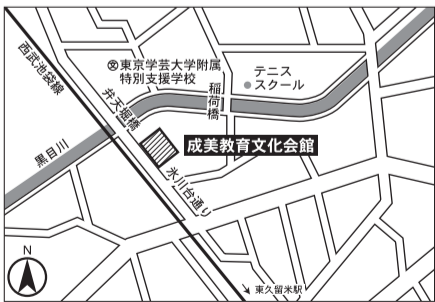 西武池袋線
東京学芸大学附属
特別支援学校
テニス
スクール
稲荷橋
弁天堀橋
成美教育文化会館
黒目川
氷川台通り
N
東久留米駅